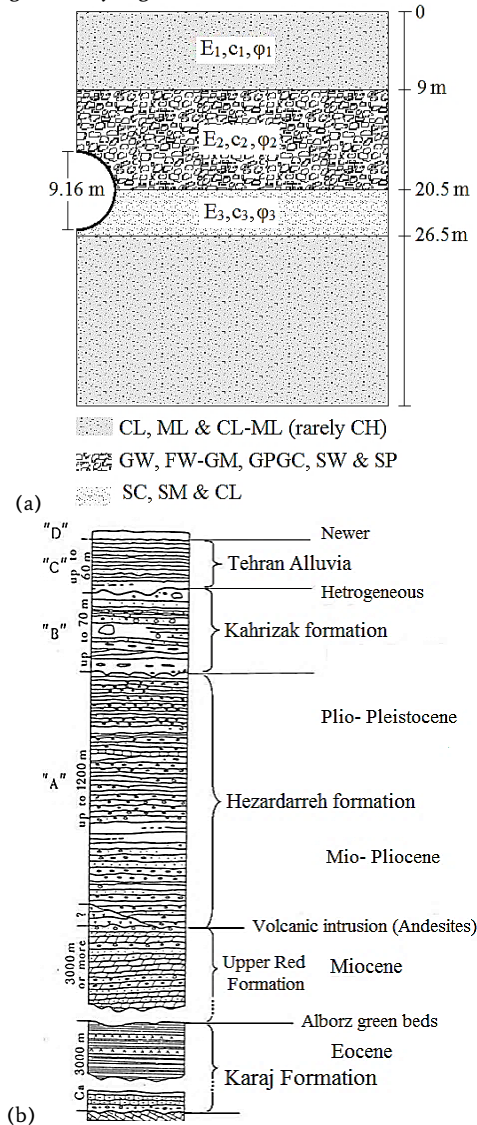 0
E1,c1,φ1
9 m
E2,c2,φ2
9.16 m
20.5 m
E3,c3,φ3
26.5 m
CL, ML & CL-ML (rarely CH)
GW, FW-GM, GPGC, SW & SP
SC, SM & CL
(a)
"D"
Newer
"C"
up to
60 m
Tehran Alluvia
Hetrogeneous
"B"
up to 70 m
Kahrizak formation
Plio- Pleistocene
"A"
up to 1200 m
Hezardarreh formation
Mio- Pliocene
?
Volcanic intrusion (Andesites)
3000 m
or more
Upper Red
Formation
Miocene
Alborz green beds
Eocene
Ca 3000 m
Karaj Formation
(b)